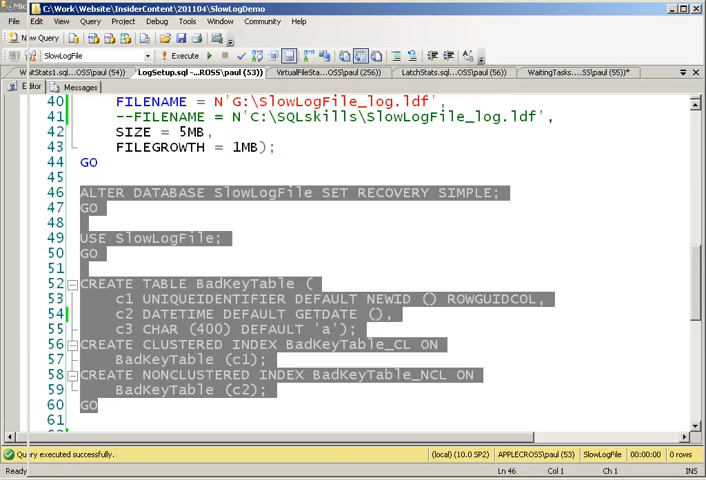 C:\Work\Website\InsiderContent\201104\SlowLogDemo
File Edit View Query Project Debug Tools Window Community Help
New Query
SlowLogFile Execute
LogSetup.sql -...ROSS\paul (53)) VirtualFileSta...OSS\paul (256)) LatchStats.sql...OSS\paul (55)) WaitingTasks....SS\paul (57))*
Editor Messages
40 FILENAME = N'G:\SlowLogFile_log.ldf',
41 --FILENAME = N'C:\SQLskills\SlowLogFile_log.ldf',
42 SIZE = 5MB,
43 FILEGROWTH = 1MB);
44 GO
45
46 ALTER DATABASE SlowLogFile SET RECOVERY SIMPLE;
47 GO
48
49 USE SlowLogFile;
50 GO
51
52 CREATE TABLE BadKeyTable (
53 c1 UNIQUEIDENTIFIER DEFAULT NEWID () ROWGUIDCOL,
54 c2 DATETIME DEFAULT GETDATE (),
55 c3 CHAR (400) DEFAULT 'a');
56 CREATE CLUSTERED INDEX BadKeyTable_CL ON
57 BadKeyTable (c1);
58 CREATE NONCLUSTERED INDEX BadKeyTable_NCL ON
59 BadKeyTable (c2);
60 GO
61
Query executed successfully. (local) (10.0 SP2) APPLECROSS\paul (53) SlowLogFile 00:00:00 0 rows
Ready Ln 46 Col 1 Ch 1 INS